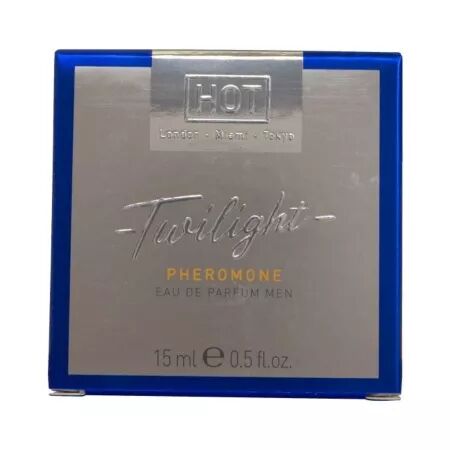 HOT
London - Miami - Tokyo
-Twilight-
PHEROMONE
EAU DE PARFUM MEN
15 ml ℮ 0.5 fl.oz.